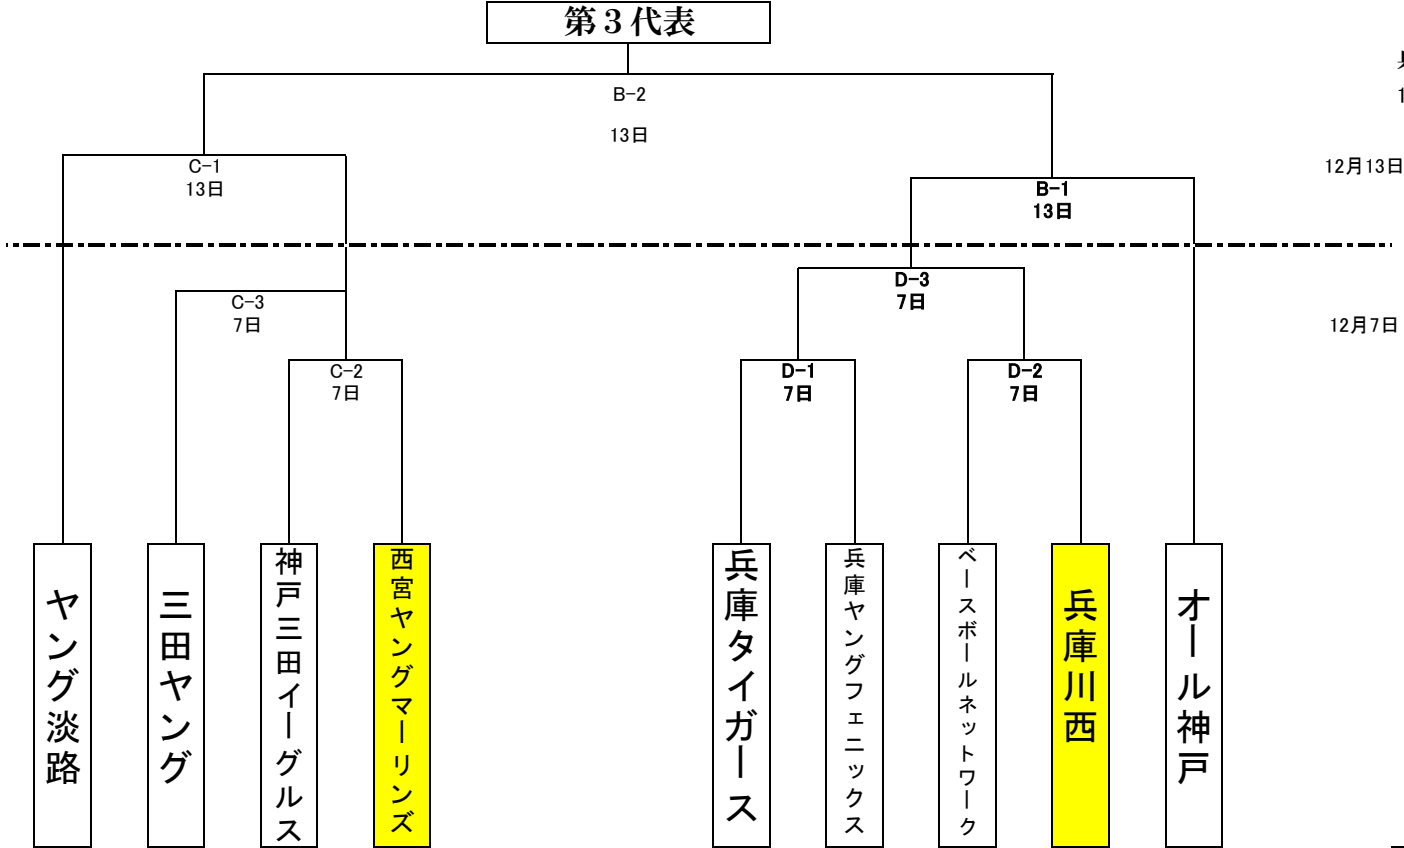 第３代表
B-2
13日
C-1
13日
12月13日
B-1
13日
D-3
7日
C-3
7日
12月7日
C-2
7日
D-1
7日
D-2
7日
ヤング淡路
三田ヤング
神戸三田イーグルス
西宮ヤングマーリンズ
兵庫タイガース
兵庫ヤングフェニックス
ベースボールネットワーク
兵庫川西
オール神戸